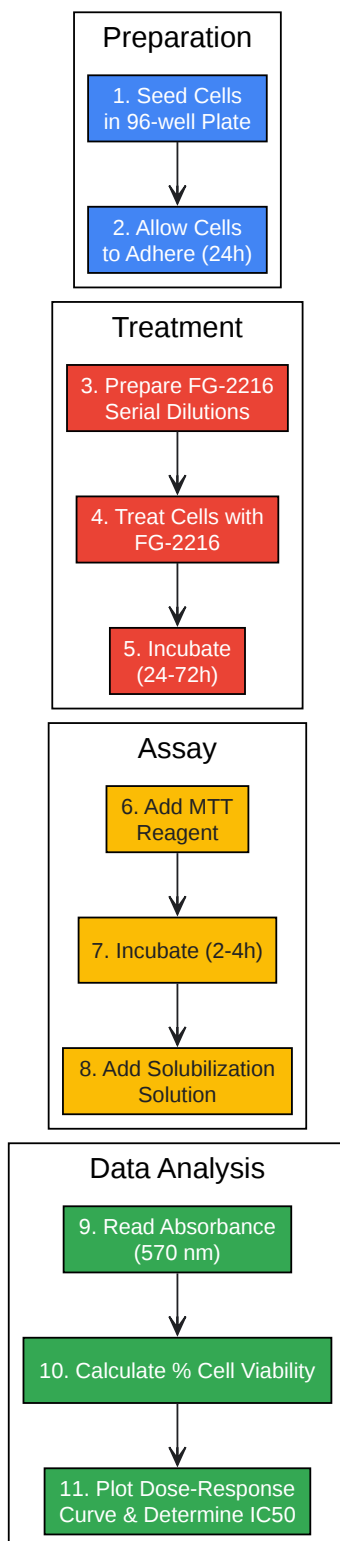 Preparation
1. Seed Cells
in 96-well Plate
2. Allow Cells
to Adhere (24h)
Treatment
3. Prepare FG-2216
Serial Dilutions
4. Treat Cells with
FG-2216
5. Incubate
(24-72h)
Assay
6. Add MTT
Reagent
7. Incubate (2-4h)
8. Add Solubilization
Solution
Data Analysis
9. Read Absorbance
(570 nm)
10. Calculate % Cell Viability
11. Plot Dose-Response
Curve & Determine IC50